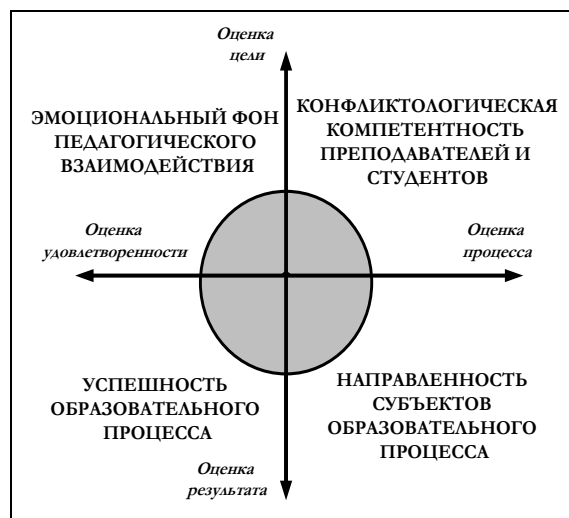 Оценка
цели
ЭМОЦИОНАЛЬНЫЙ ФОН
ПЕДАГОГИЧЕСКОГО
ВЗАИМОДЕЙСТВИЯ
КОНФЛИКТОЛОГИЧЕСКАЯ
КОМПЕТЕНТНОСТЬ
ПРЕПОДАВАТЕЛЕЙ И
СТУДЕНТОВ
Оценка
удовлетворенности
Оценка
процесса
УСПЕШНОСТЬ
ОБРАЗОВАТЕЛЬНОГО
ПРОЦЕССА
НАПРАВЛЕННОСТЬ
СУБЪЕКТОВ
ОБРАЗОВАТЕЛЬНОГО
ПРОЦЕССА
Оценка
результата